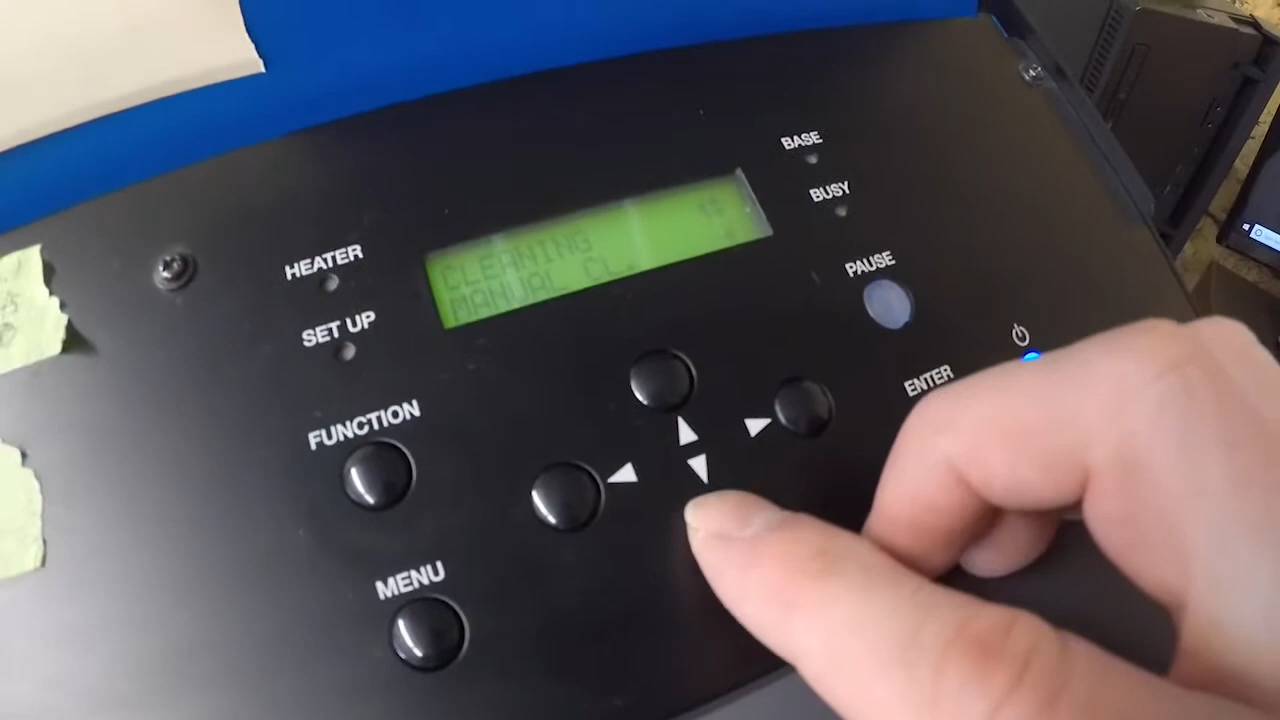 BASE
BUSY
HEATER
CLEANING
MANUAL CL.
PAUSE
SET UP
ENTER
FUNCTION
MENU